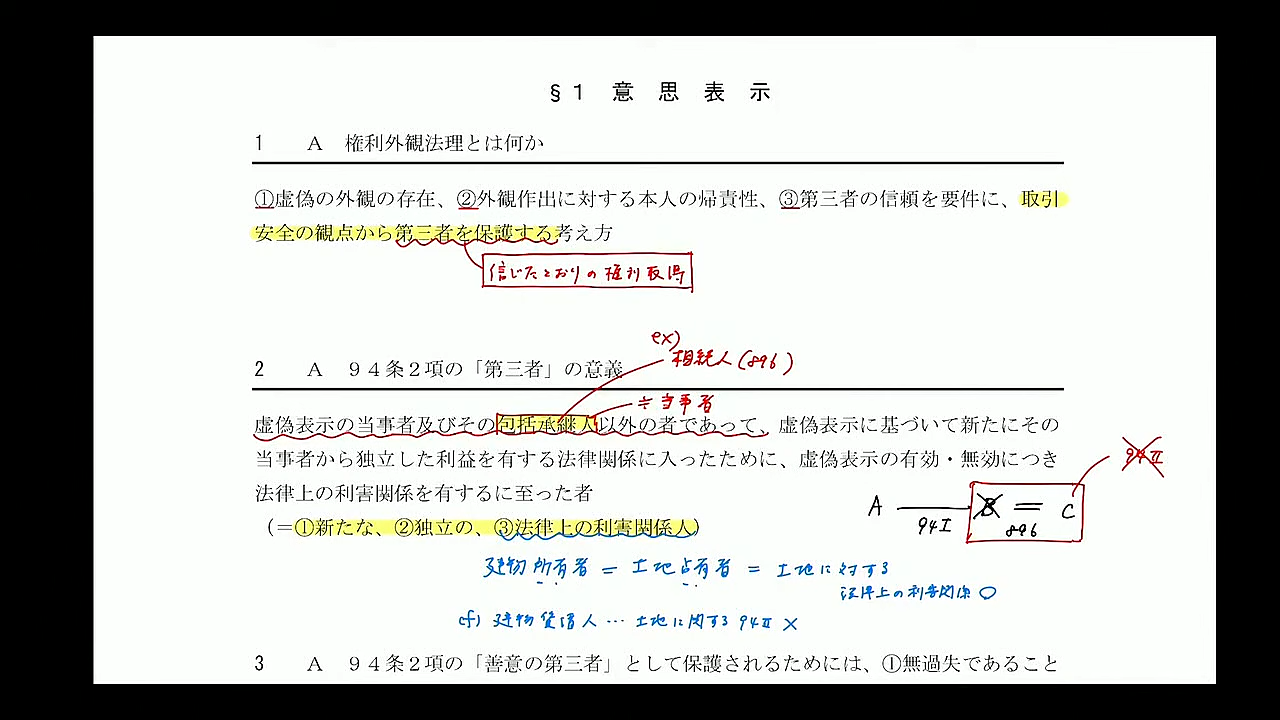 §1 意思表示
1 A 権利外観法理とは何か
①虚偽の外観の存在、②外観作出に対する本人の帰責性、③第三者の信頼を要件に、取引
安全の観点から第三者を保護する考え方
信じたとおりの権利取得
ex)
相続人(896)
2 A 94条2項の「第三者」の意義
≒当事者
虚偽表示の当事者及びその包括承継人以外の者であって、虚偽表示に基づいて新たにその
当事者から独立した利益を有する法律関係に入ったために、虚偽表示の有効・無効につき
94Ⅱ
法律上の利害関係を有するに至った者
A B = C
94Ⅰ 896
(=①新たな、②独立の、③法律上の利害関係人)
建物所有者 = 土地占有者 = 土地に対する
法律上の利害関係 ○
cf) 建物賃借人 … 土地に関する 94Ⅱ ×
3 A 94条2項の「善意の第三者」として保護されるためには、①無過失であること